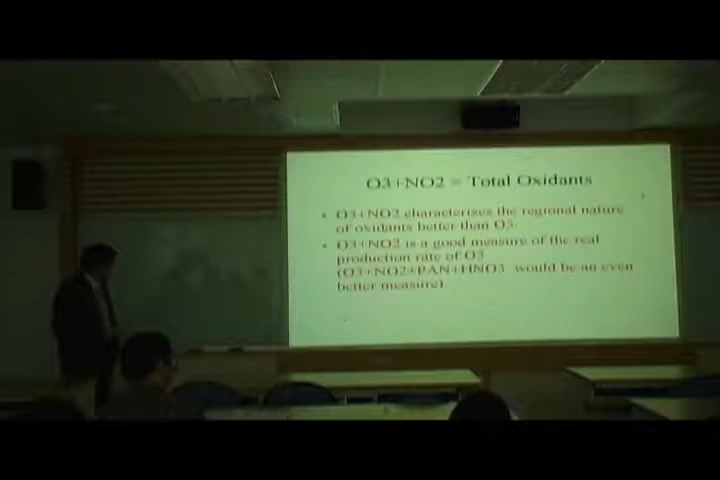 O3+NO2 = Total Oxidants
• O3+NO2 characterizes the regional nature
of oxidants better than O3.
• O3+NO2 is a good measure of the real
production rate of O3
(O3+NO2+PAN+HNO3 would be an even
better measure).